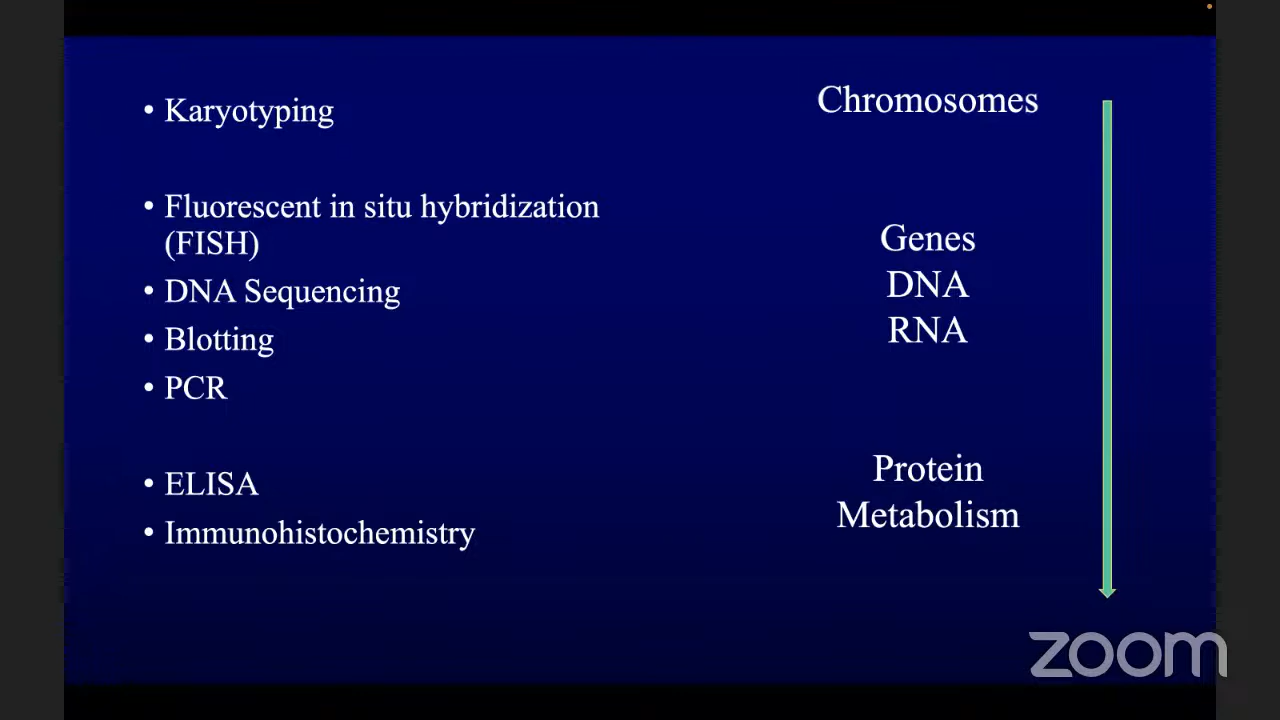 • Karyotyping
• Fluorescent in situ hybridization
(FISH)
• DNA Sequencing
• Blotting
• PCR
• ELISA
• Immunohistochemistry
Chromosomes
Genes
DNA
RNA
Protein
Metabolism
zoom